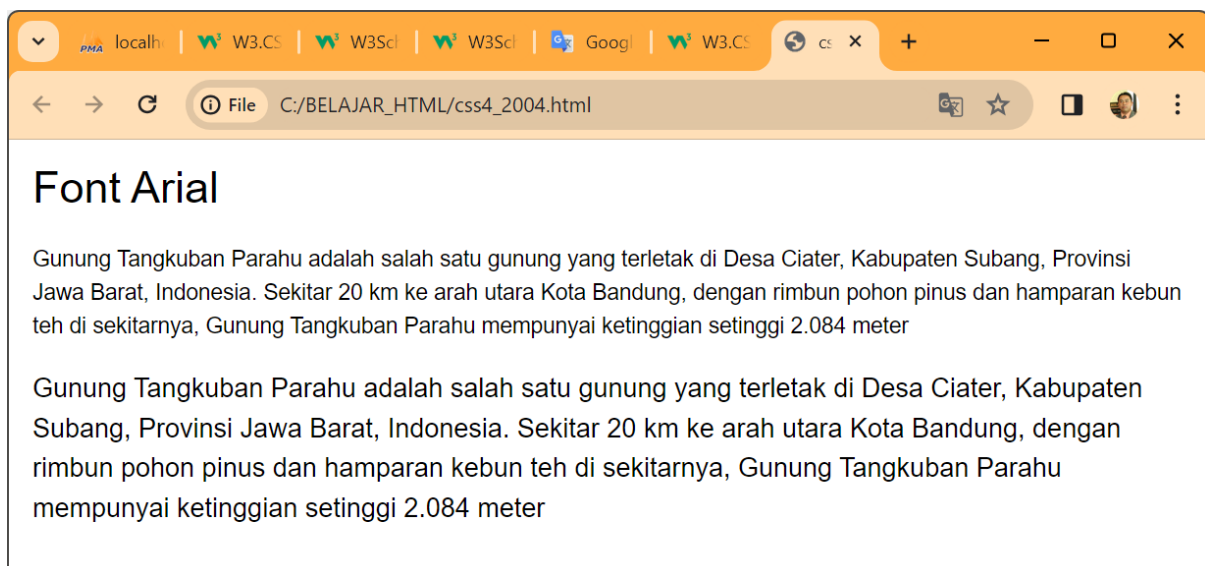 PMA localh W3.CS W3Scl W3Scl Googl W3.CS cs
File C:/BELAJAR_HTML/css4_2004.html
Font Arial
Gunung Tangkuban Parahu adalah salah satu gunung yang terletak di Desa Ciater, Kabupaten Subang, Provinsi
Jawa Barat, Indonesia. Sekitar 20 km ke arah utara Kota Bandung, dengan rimbun pohon pinus dan hamparan kebun
teh di sekitarnya, Gunung Tangkuban Parahu mempunyai ketinggian setinggi 2.084 meter
Gunung Tangkuban Parahu adalah salah satu gunung yang terletak di Desa Ciater, Kabupaten
Subang, Provinsi Jawa Barat, Indonesia. Sekitar 20 km ke arah utara Kota Bandung, dengan
rimbun pohon pinus dan hamparan kebun teh di sekitarnya, Gunung Tangkuban Parahu
mempunyai ketinggian setinggi 2.084 meter